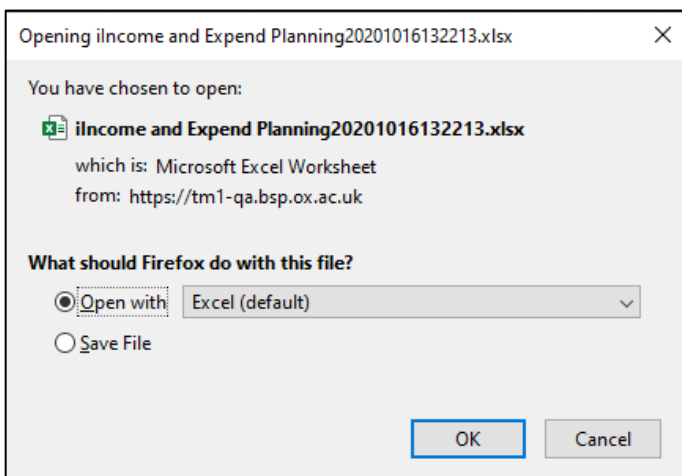 Opening iIncome and Expend Planning20201016132213.xlsx
You have chosen to open:
iIncome and Expend Planning20201016132213.xlsx
which is: Microsoft Excel Worksheet
from: https://tm1-qa.bsp.ox.ac.uk
What should Firefox do with this file?
Open with Excel (default)
Save File
OK Cancel